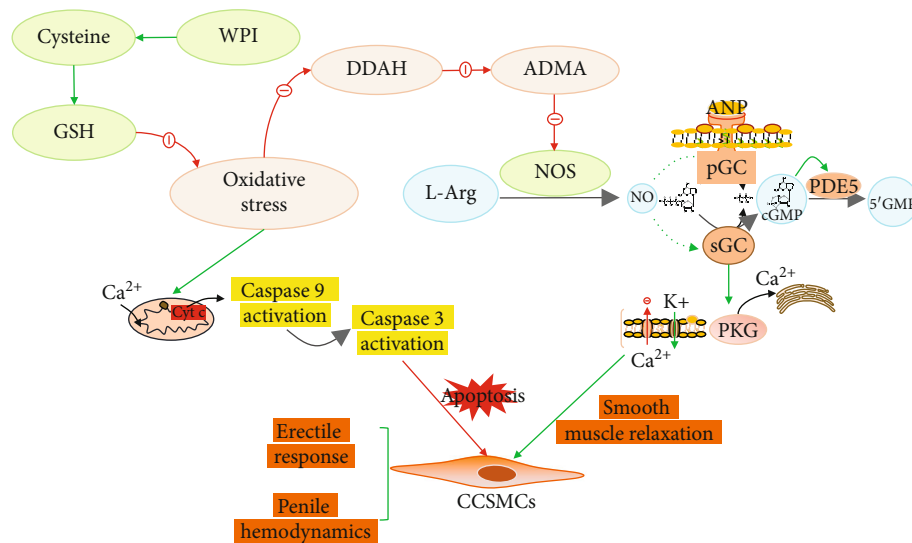 Cysteine
WPI
GSH
Oxidative
stress
DDAH
ADMA
NOS
L-Arg
NO
ANP
pGC
sGC
cGMP
PDE5
5′GMP
Ca²⁺
Cyt c
Caspase 9
activation
Caspase 3
activation
K+
Ca²⁺
PKG
Ca²⁺
Apoptosis
Smooth
muscle relaxation
Erectile
response
Penile
hemodynamics
CCSMCs